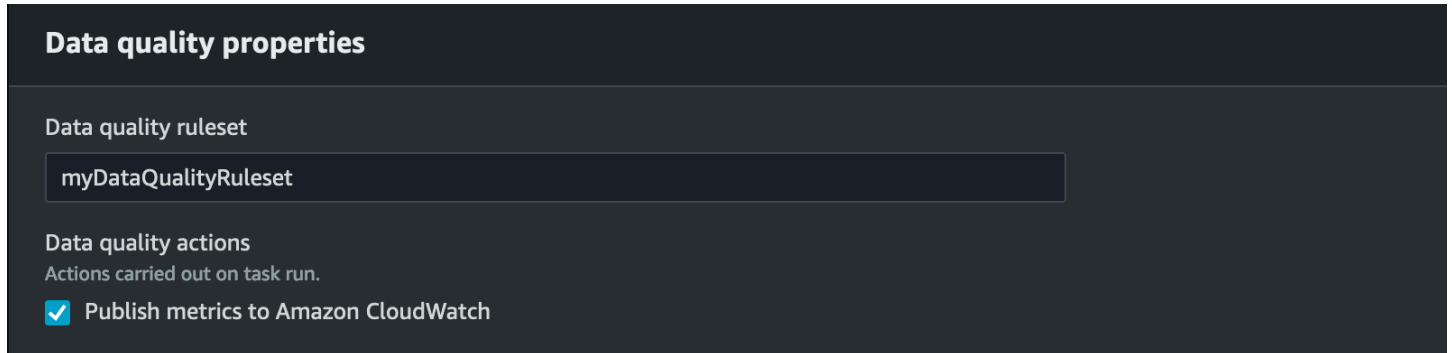 Data quality properties
Data quality ruleset
myDataQualityRuleset
Data quality actions
Actions carried out on task run.
Publish metrics to Amazon CloudWatch